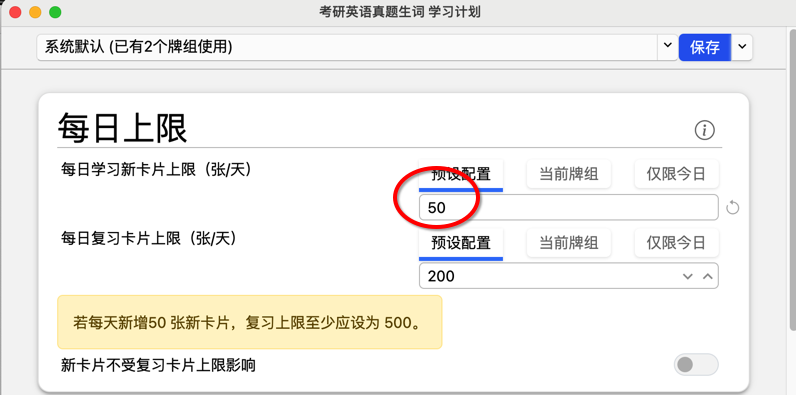 考研英语真题生词 学习计划
系统默认 (已有2个牌组使用)
保存
每日上限
每日学习新卡片上限（张/天）
预设配置 当前牌组 仅限今日
50
每日复习卡片上限（张/天）
预设配置 当前牌组 仅限今日
200
若每天新增50 张新卡片，复习上限至少应设为 500。
新卡片不受复习卡片上限影响